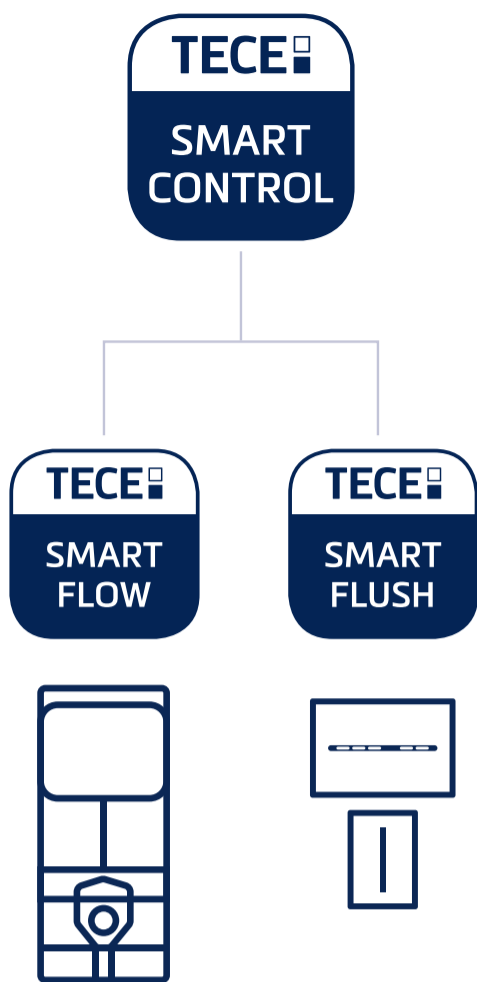 TECE
SMART
CONTROL
TECE
SMART
FLOW
TECE
SMART
FLUSH